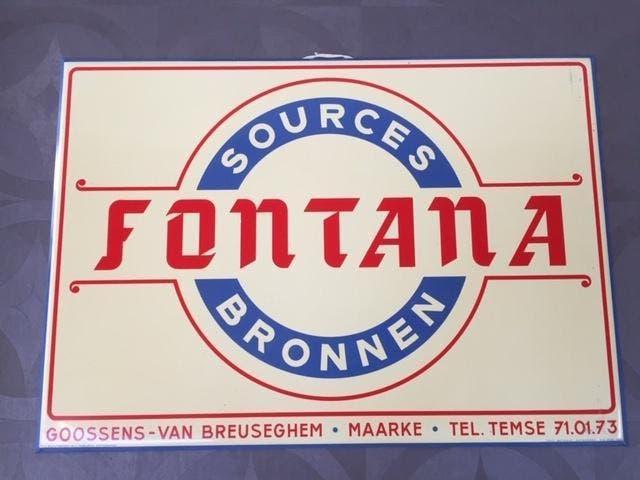 SOURCES
FONTANA
BRONNEN
GOOSSENS-VAN BREUSEGHEM • MAARKE • TEL. TEMSE 71.01.73